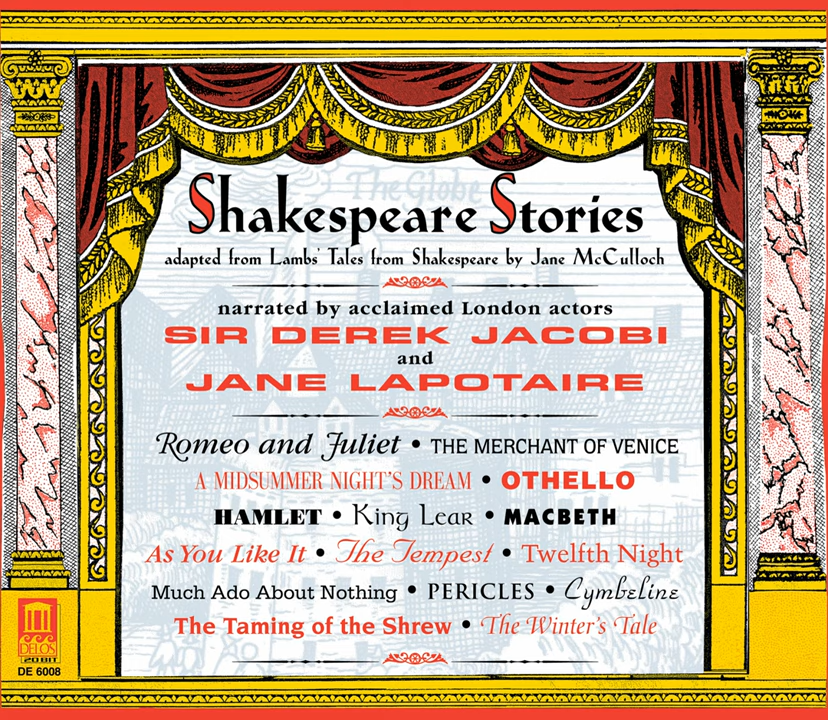 The Globe
Shakespeare Stories
adapted from Lambs' Tales from Shakespeare by Jane McCulloch
narrated by acclaimed London actors
SIR DEREK JACOBI
and
JANE LAPOTAIRE
Romeo and Juliet • THE MERCHANT OF VENICE
A MIDSUMMER NIGHT'S DREAM • OTHELLO
HAMLET • King Lear • MACBETH
As You Like It • The Tempest • Twelfth Night
Much Ado About Nothing • PERICLES • Cymbeline
The Taming of the Shrew • The Winter's Tale
DELOS
20 BIT
DE 6008